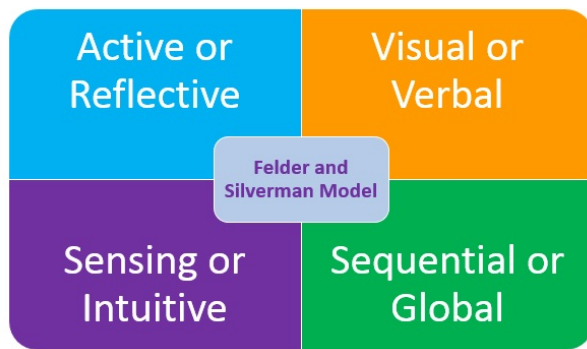 Active or
Reflective
Visual or
Verbal
Felder and
Silverman Model
Sensing or
Intuitive
Sequential or
Global